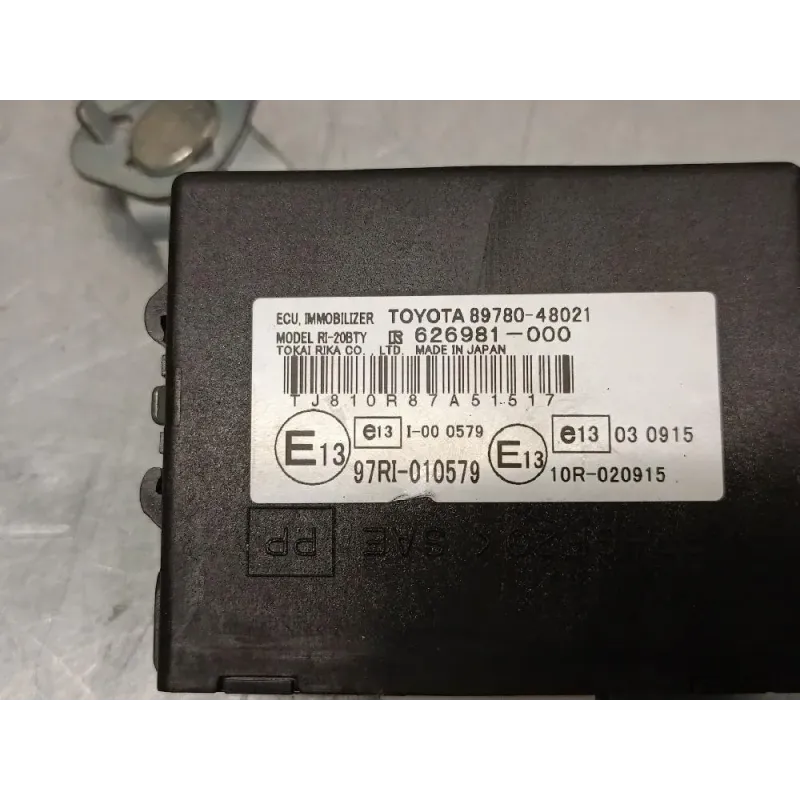 ECU, IMMOBILIZER TOYOTA 89780-48021
MODEL RI-20BTY 626981-000
TOKAI RIKA CO., LTD. MADE IN JAPAN
TJ810R87A51517
E13 e13 I-00 0579
97RI-010579
E13 e13 03 0915
10R-020915
PP SAE